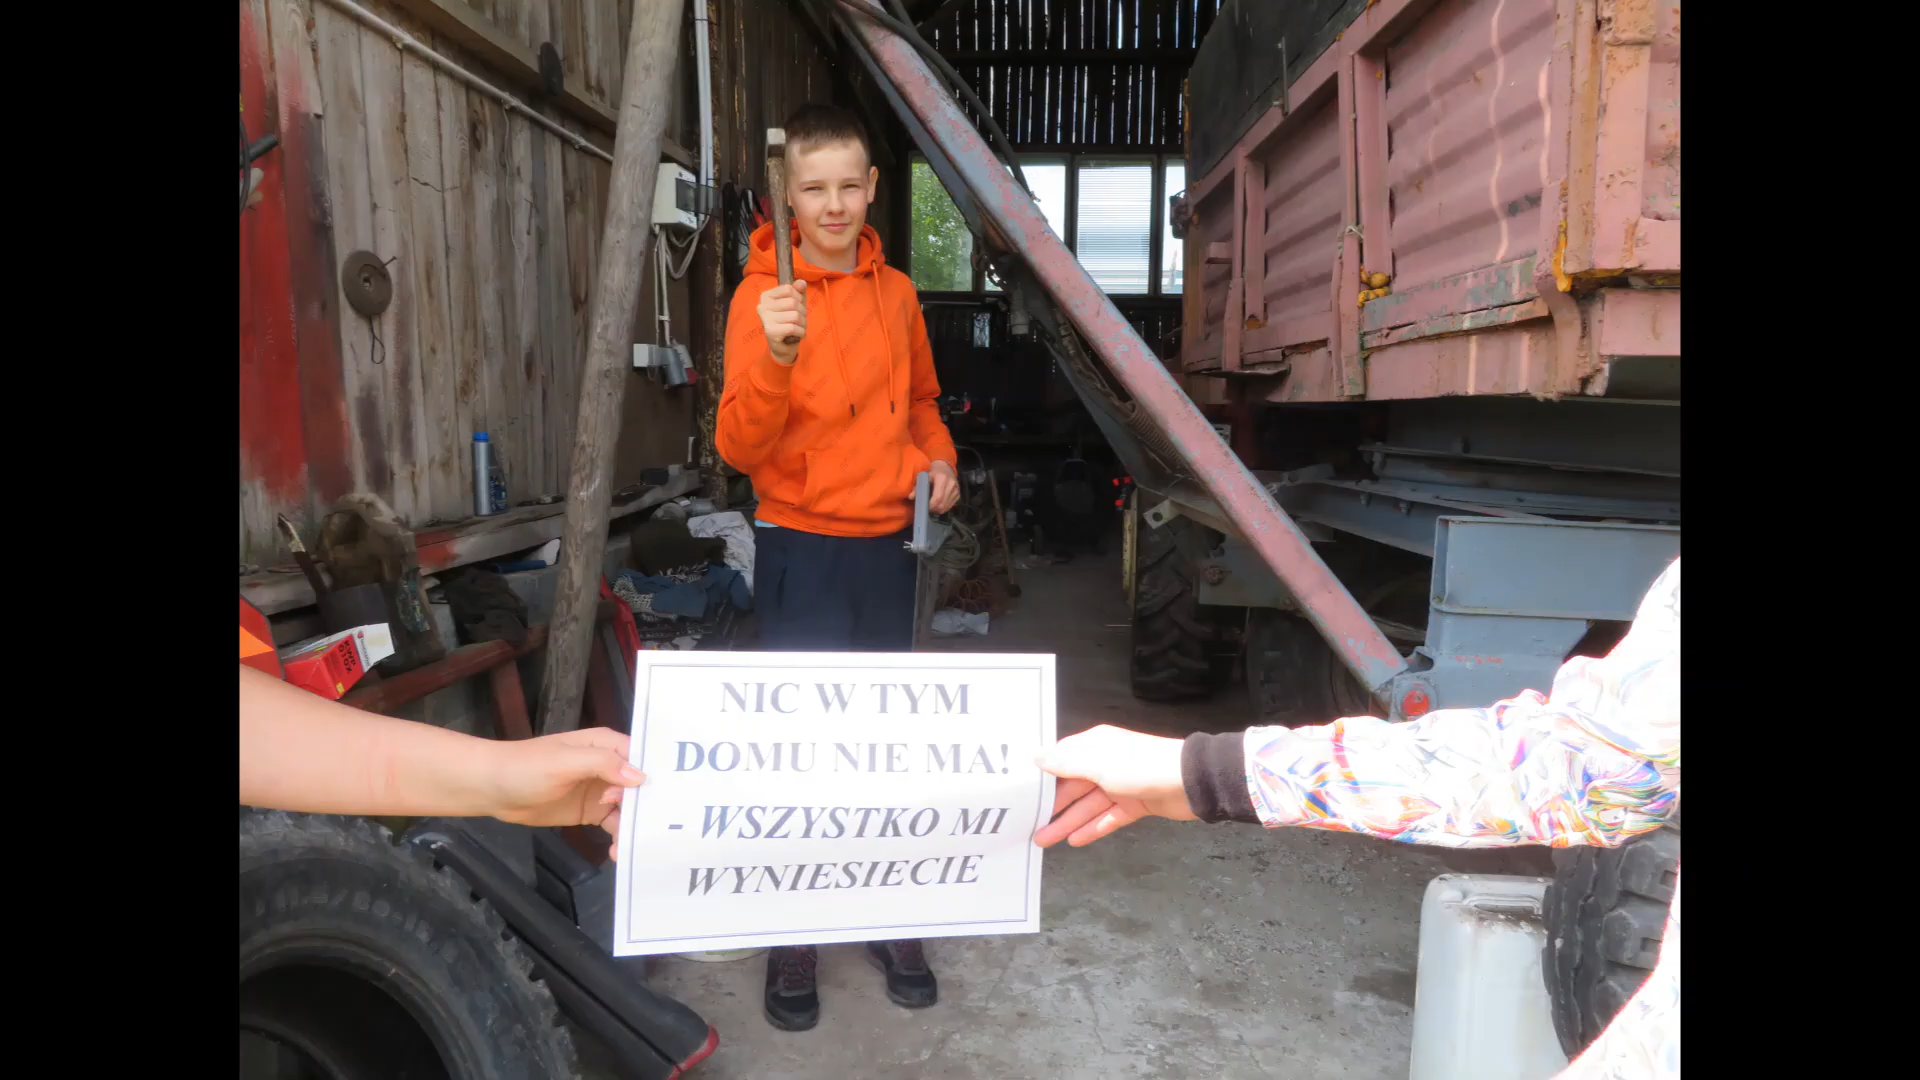 NIC W TYM
DOMU NIE MA!
- WSZYSTKO MI
WYNIESIECIE